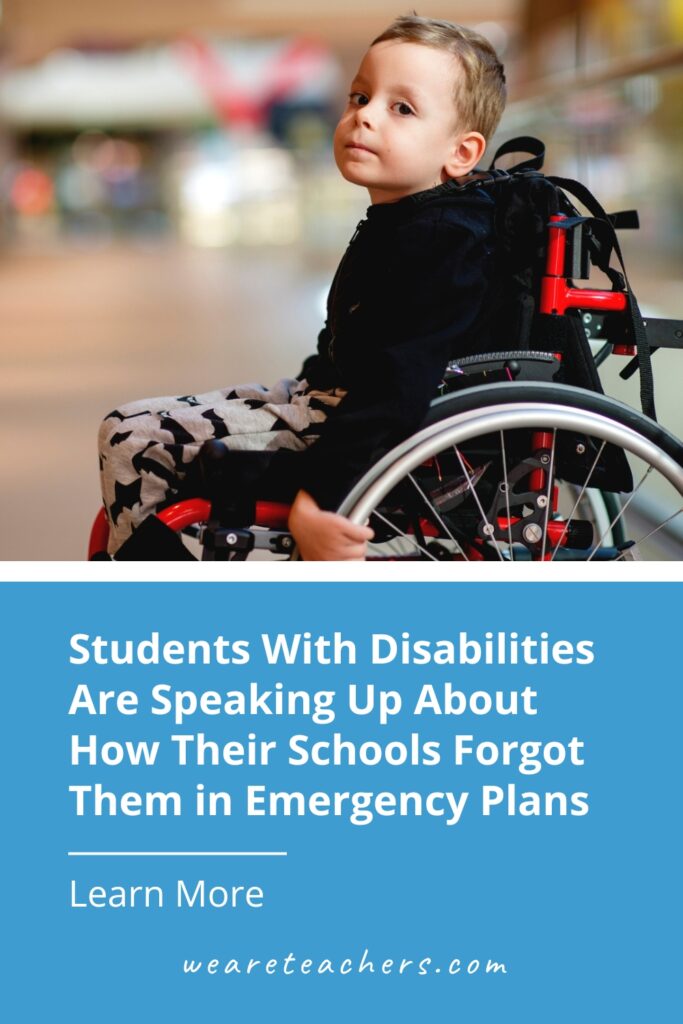 Students With Disabilities
Are Speaking Up About
How Their Schools Forgot
Them in Emergency Plans
Learn More
weareteachers.com